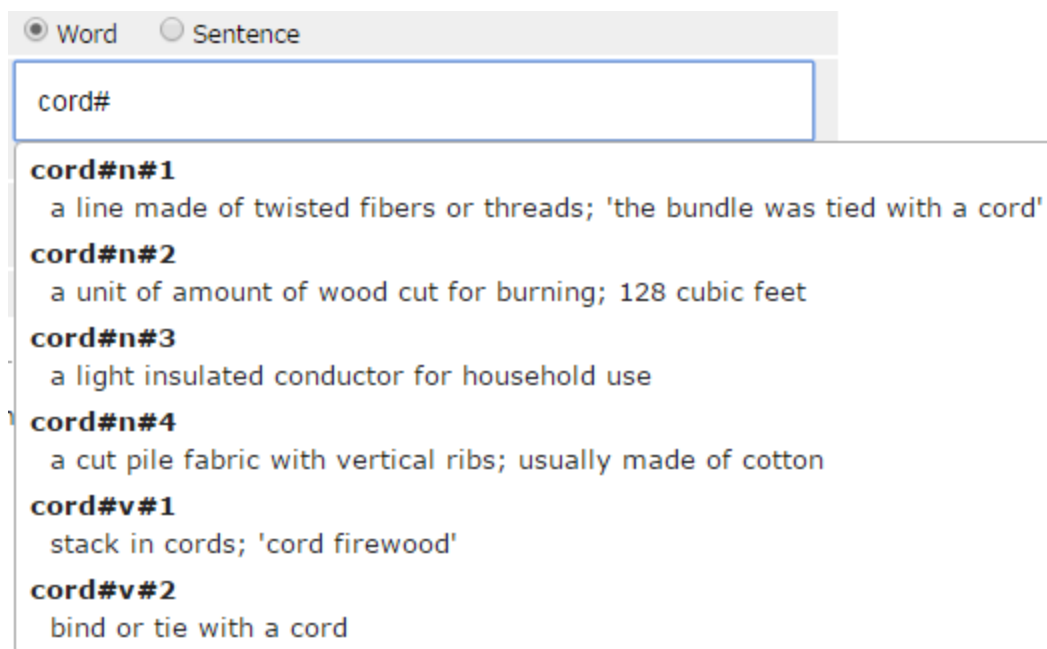 Word Sentence
cord#
cord#n#1
a line made of twisted fibers or threads; 'the bundle was tied with a cord'
cord#n#2
a unit of amount of wood cut for burning; 128 cubic feet
cord#n#3
a light insulated conductor for household use
cord#n#4
a cut pile fabric with vertical ribs; usually made of cotton
cord#v#1
stack in cords; 'cord firewood'
cord#v#2
bind or tie with a cord